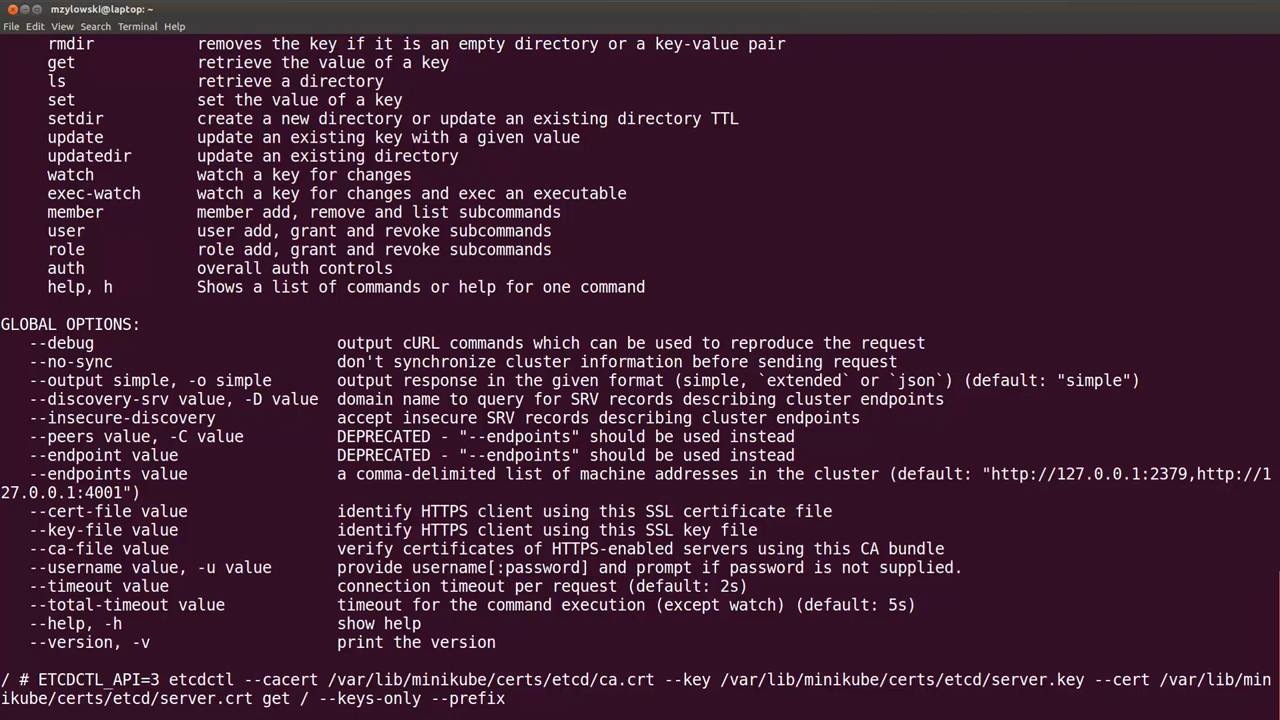 mzylowski@laptop: ~
File Edit View Search Terminal Help
rmdir removes the key if it is an empty directory or a key-value pair
get retrieve the value of a key
ls retrieve a directory
set set the value of a key
setdir create a new directory or update an existing directory TTL
update update an existing key with a given value
updatedir update an existing directory
watch watch a key for changes
exec-watch watch a key for changes and exec an executable
member member add, remove and list subcommands
user user add, grant and revoke subcommands
role role add, grant and revoke subcommands
auth overall auth controls
help, h Shows a list of commands or help for one command
GLOBAL OPTIONS:
--debug output cURL commands which can be used to reproduce the request
--no-sync don't synchronize cluster information before sending request
--output simple, -o simple output response in the given format (simple, `extended` or `json`) (default: "simple")
--discovery-srv value, -D value domain name to query for SRV records describing cluster endpoints
--insecure-discovery accept insecure SRV records describing cluster endpoints
--peers value, -C value DEPRECATED - "--endpoints" should be used instead
--endpoint value DEPRECATED - "--endpoints" should be used instead
--endpoints value a comma-delimited list of machine addresses in the cluster (default: "http://127.0.0.1:2379,http://1
27.0.0.1:4001")
--cert-file value identify HTTPS client using this SSL certificate file
--key-file value identify HTTPS client using this SSL key file
--ca-file value verify certificates of HTTPS-enabled servers using this CA bundle
--username value, -u value provide username[:password] and prompt if password is not supplied.
--timeout value connection timeout per request (default: 2s)
--total-timeout value timeout for the command execution (except watch) (default: 5s)
--help, -h show help
--version, -v print the version
/ # ETCDCTL_API=3 etcdctl --cacert /var/lib/minikube/certs/etcd/ca.crt --key /var/lib/minikube/certs/etcd/server.key --cert /var/lib/min
ikube/certs/etcd/server.crt get / --keys-only --prefix